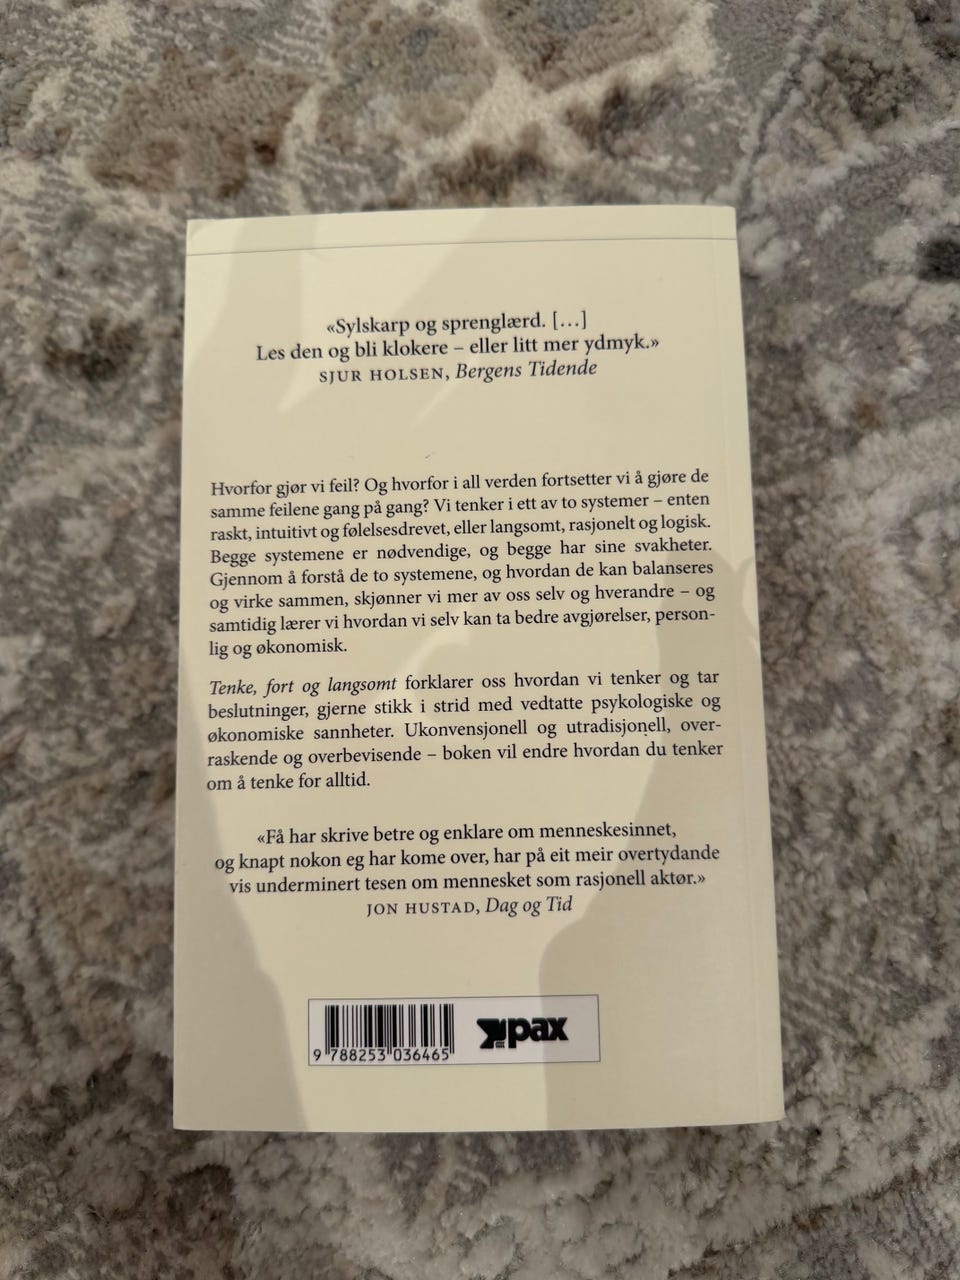 «Sylskarp og sprenglærd. […]
Les den og bli klokere – eller litt mer ydmyk.»
SJUR HOLSEN, Bergens Tidende
Hvorfor gjør vi feil? Og hvorfor i all verden fortsetter vi å gjøre de
samme feilene gang på gang? Vi tenker i ett av to systemer – enten
raskt, intuitivt og følelsesdrevet, eller langsomt, rasjonelt og logisk.
Begge systemene er nødvendige, og begge har sine svakheter.
Gjennom å forstå de to systemene, og hvordan de kan balanseres
og virke sammen, skjønner vi mer av oss selv og hverandre – og
samtidig lærer vi hvordan vi selv kan ta bedre avgjørelser, person-
lig og økonomisk.
Tenke, fort og langsomt forklarer oss hvordan vi tenker og tar
beslutninger, gjerne stikk i strid med vedtatte psykologiske og
økonomiske sannheter. Ukonvensjonell og utradisjonell, over-
raskende og overbevisende – boken vil endre hvordan du tenker
om å tenke for alltid.
«Få har skrive betre og enklare om menneskesinnet,
og knapt nokon eg har kome over, har på eit meir overtydande
vis underminert tesen om mennesket som rasjonell aktør.»
JON HUSTAD, Dag og Tid
9 788253 036465
pax